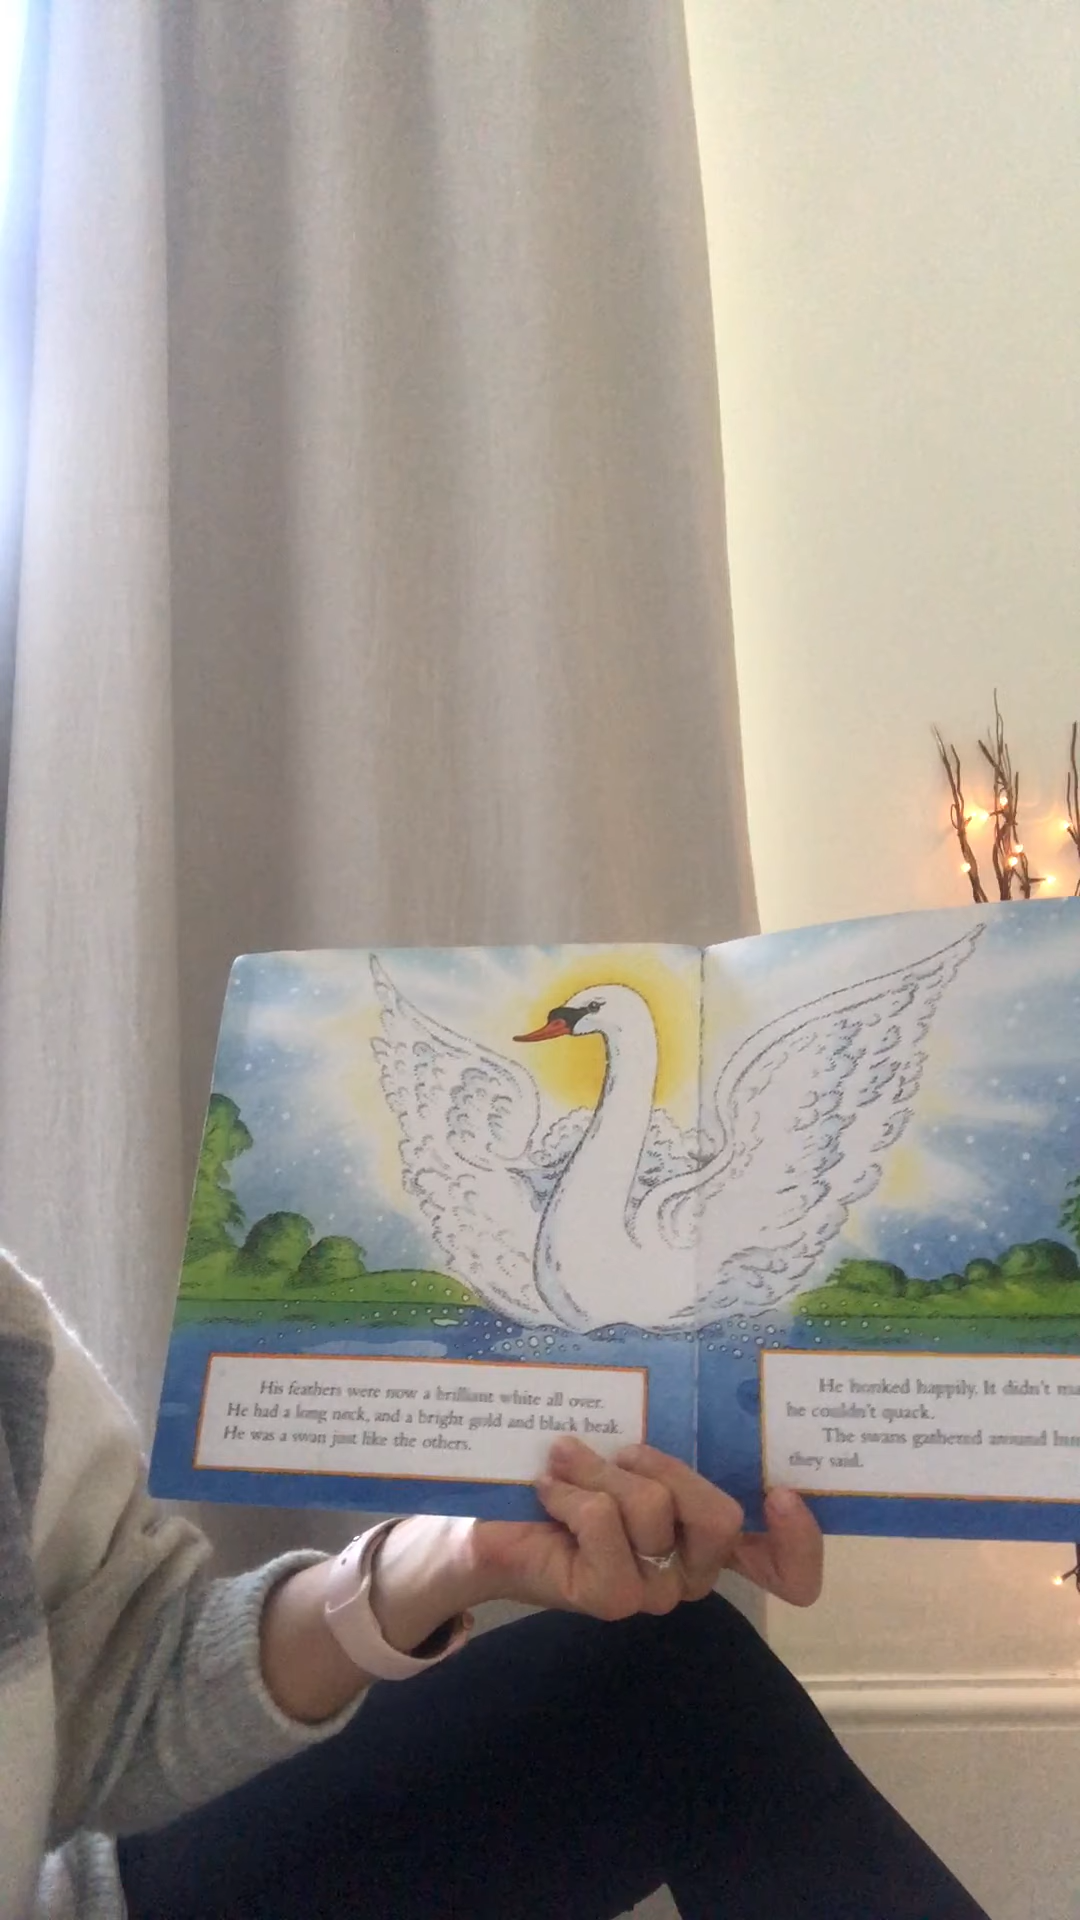 His feathers were now a brilliant white all over.
He had a long neck, and a bright gold and black beak.
He was a swan just like the others.
He honked happily. It didn't
he couldn't quack.
The swans gathered around
they said.